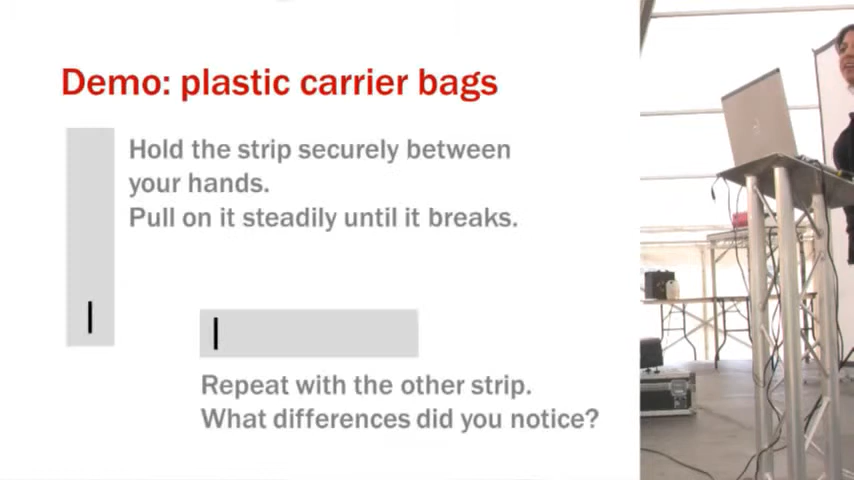 Demo: plastic carrier bags
Hold the strip securely between
your hands.
Pull on it steadily until it breaks.
Repeat with the other strip.
What differences did you notice?